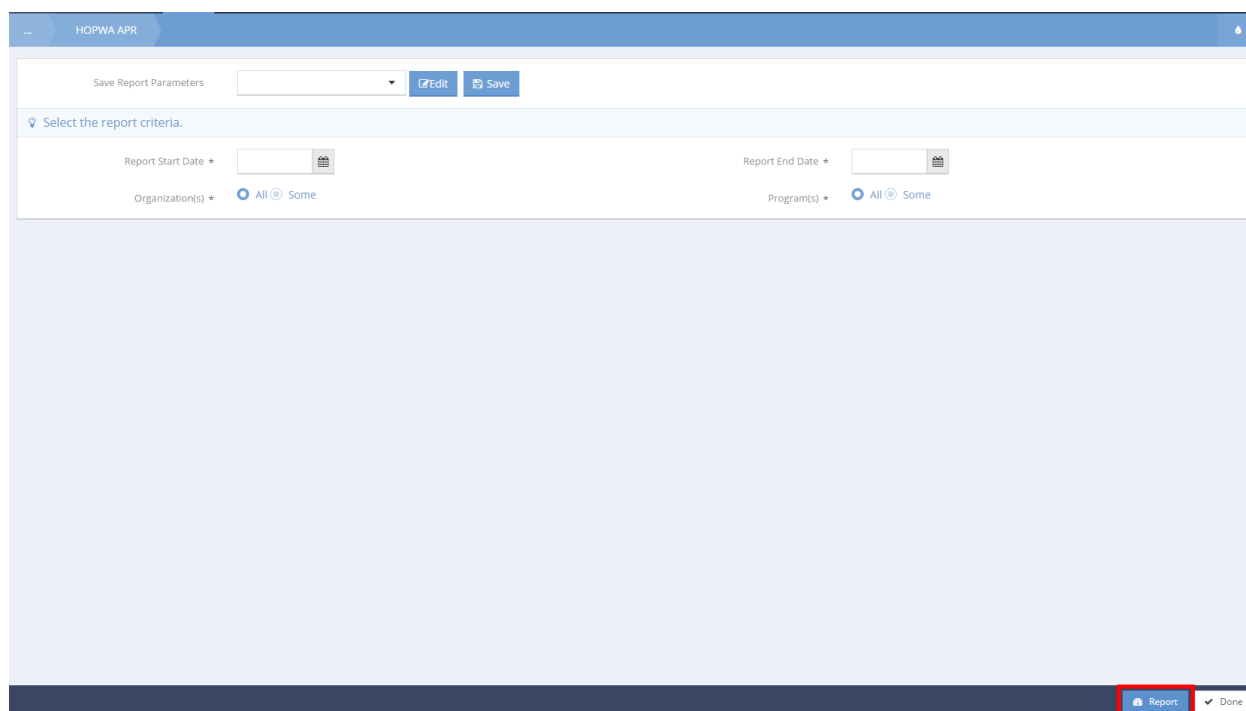 ... HOPWA APR
Save Report Parameters Edit Save
Select the report criteria.
Report Start Date * Report End Date *
Organization(s) * All Some Program(s) * All Some
Report Done